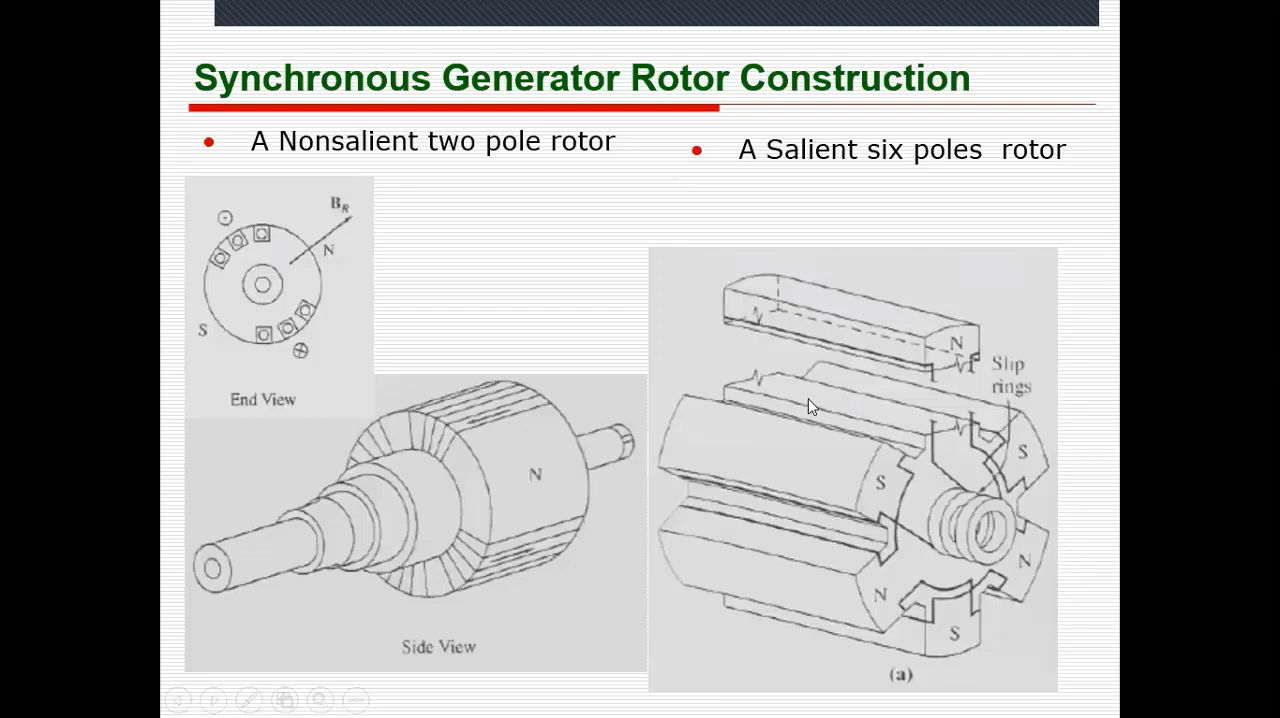 Synchronous Generator Rotor Construction
• A Nonsalient two pole rotor
• A Salient six poles rotor
B_R
N
S
End View
N
Side View
N
Slip
rings
S
S
N
N
S
(a)